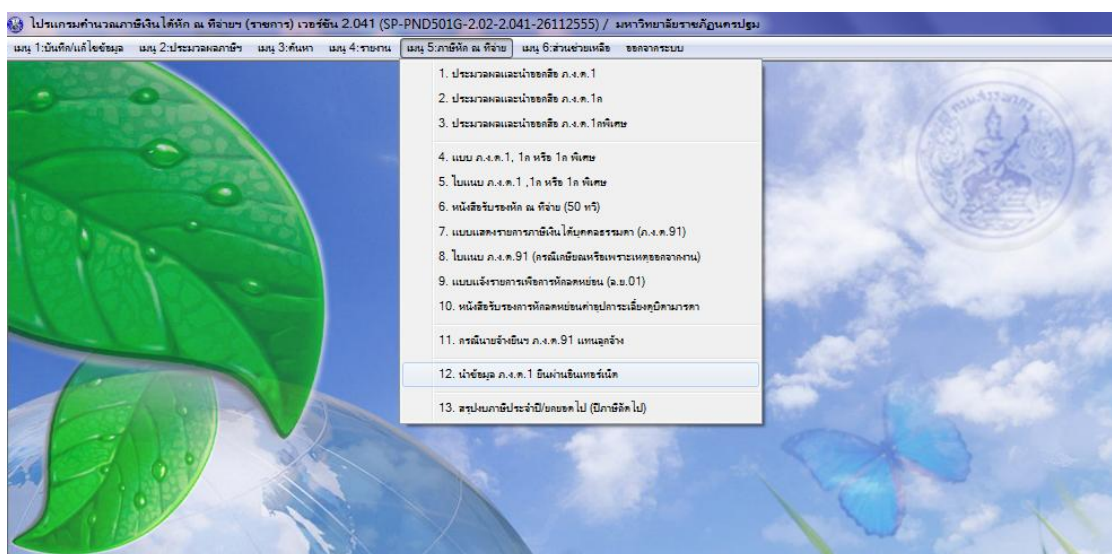 โปรแกรมคำนวณภาษีเงินได้หัก ณ ที่จ่ายฯ (ราชการ) เวอร์ชัน 2.041 (SP-PND501G-2.02-2.041-26112555) / มหาวิทยาลัยราชภัฏนครปฐม
เมนู 1:บันทึก/แก้ไขข้อมูล เมนู 2:ประมวลผลภาษีฯ เมนู 3:ค้นหา เมนู 4:รายงาน เมนู 5:ภาษีหัก ณ ที่จ่าย เมนู 6:ส่วนช่วยเหลือ ออกจากระบบ
1. ประมวลผลและนำออกสื่อ ภ.ง.ด.1
2. ประมวลผลและนำออกสื่อ ภ.ง.ด.1ก
3. ประมวลผลและนำออกสื่อ ภ.ง.ด.1กพิเศษ
4. แบบ ภ.ง.ด.1, 1ก หรือ 1ก พิเศษ
5. ใบแนบ ภ.ง.ด.1 ,1ก หรือ 1ก พิเศษ
6. หนังสือรับรองหัก ณ ที่จ่าย (50 ทวิ)
7. แบบแสดงรายการภาษีเงินได้บุคคลธรรมดา (ภ.ง.ด.91)
8. ใบแนบ ภ.ง.ด.91 (กรณีเกษียณหรือเพราะเหตุออกจากงาน)
9. แบบแจ้งรายการเพื่อการหักลดหย่อน (ล.ย.01)
10. หนังสือรับรองการหักลดหย่อนค่าอุปการะเลี้ยงดูบิดามารดา
11. กรณีนายจ้างยื่นฯ ภ.ง.ด.91 แทนลูกจ้าง
12. นำข้อมูล ภ.ง.ด.1 ยื่นผ่านอินเทอร์เน็ต
13. สรุปงบภาษีประจำปี/ยกยอดไป (ปีภาษีถัดไป)
กรมสรรพากร